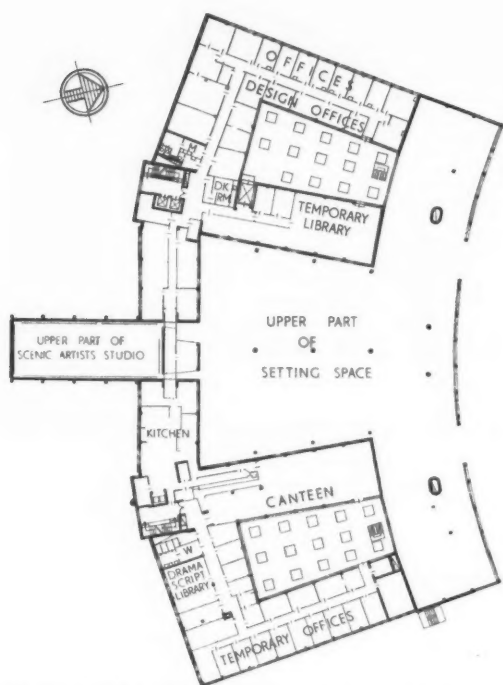 OFFICES
DESIGN OFFICES
M
DK
RM
TEMPORARY
LIBRARY
UPPER PART OF
SCENIC ARTISTS STUDIO
UPPER PART
OF
SETTING SPACE
KITCHEN
CANTEEN
W
DRAMA
SCRIPT
LIBRARY
TEMPORARY OFFICES